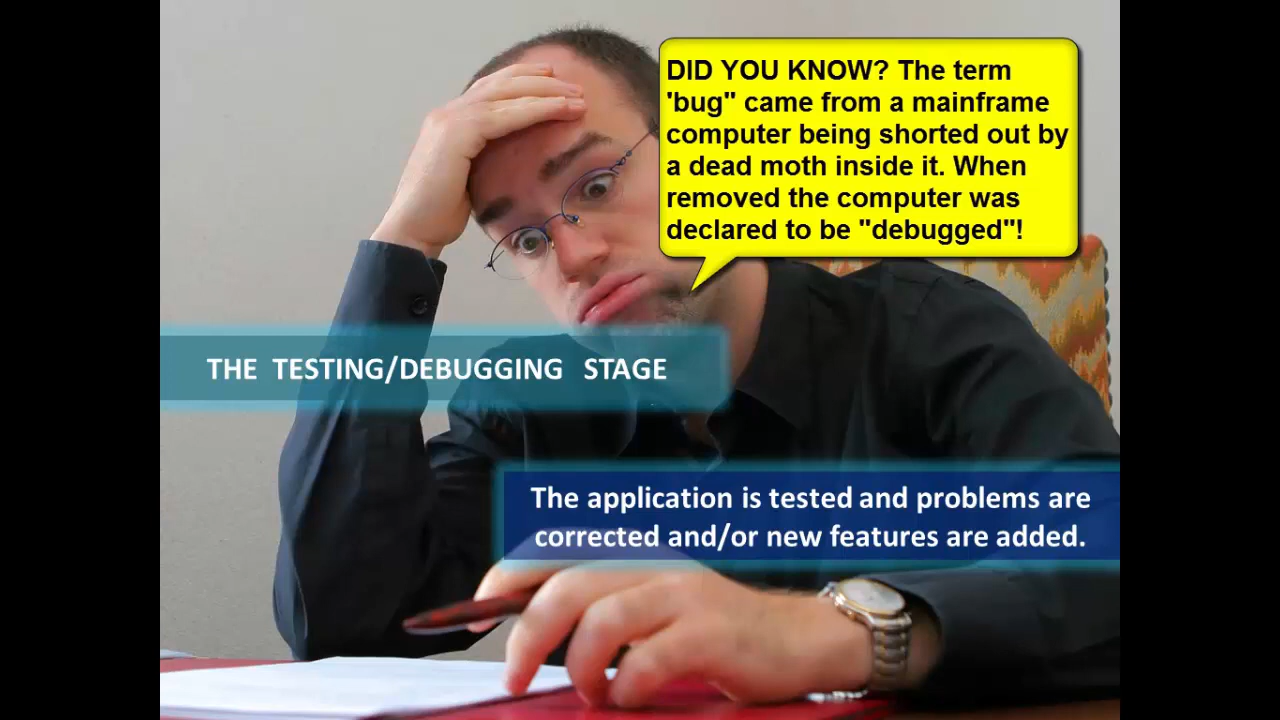 DID YOU KNOW? The term
'bug" came from a mainframe
computer being shorted out by
a dead moth inside it. When
removed the computer was
declared to be "debugged"!
THE TESTING/DEBUGGING STAGE
The application is tested and problems are
corrected and/or new features are added.